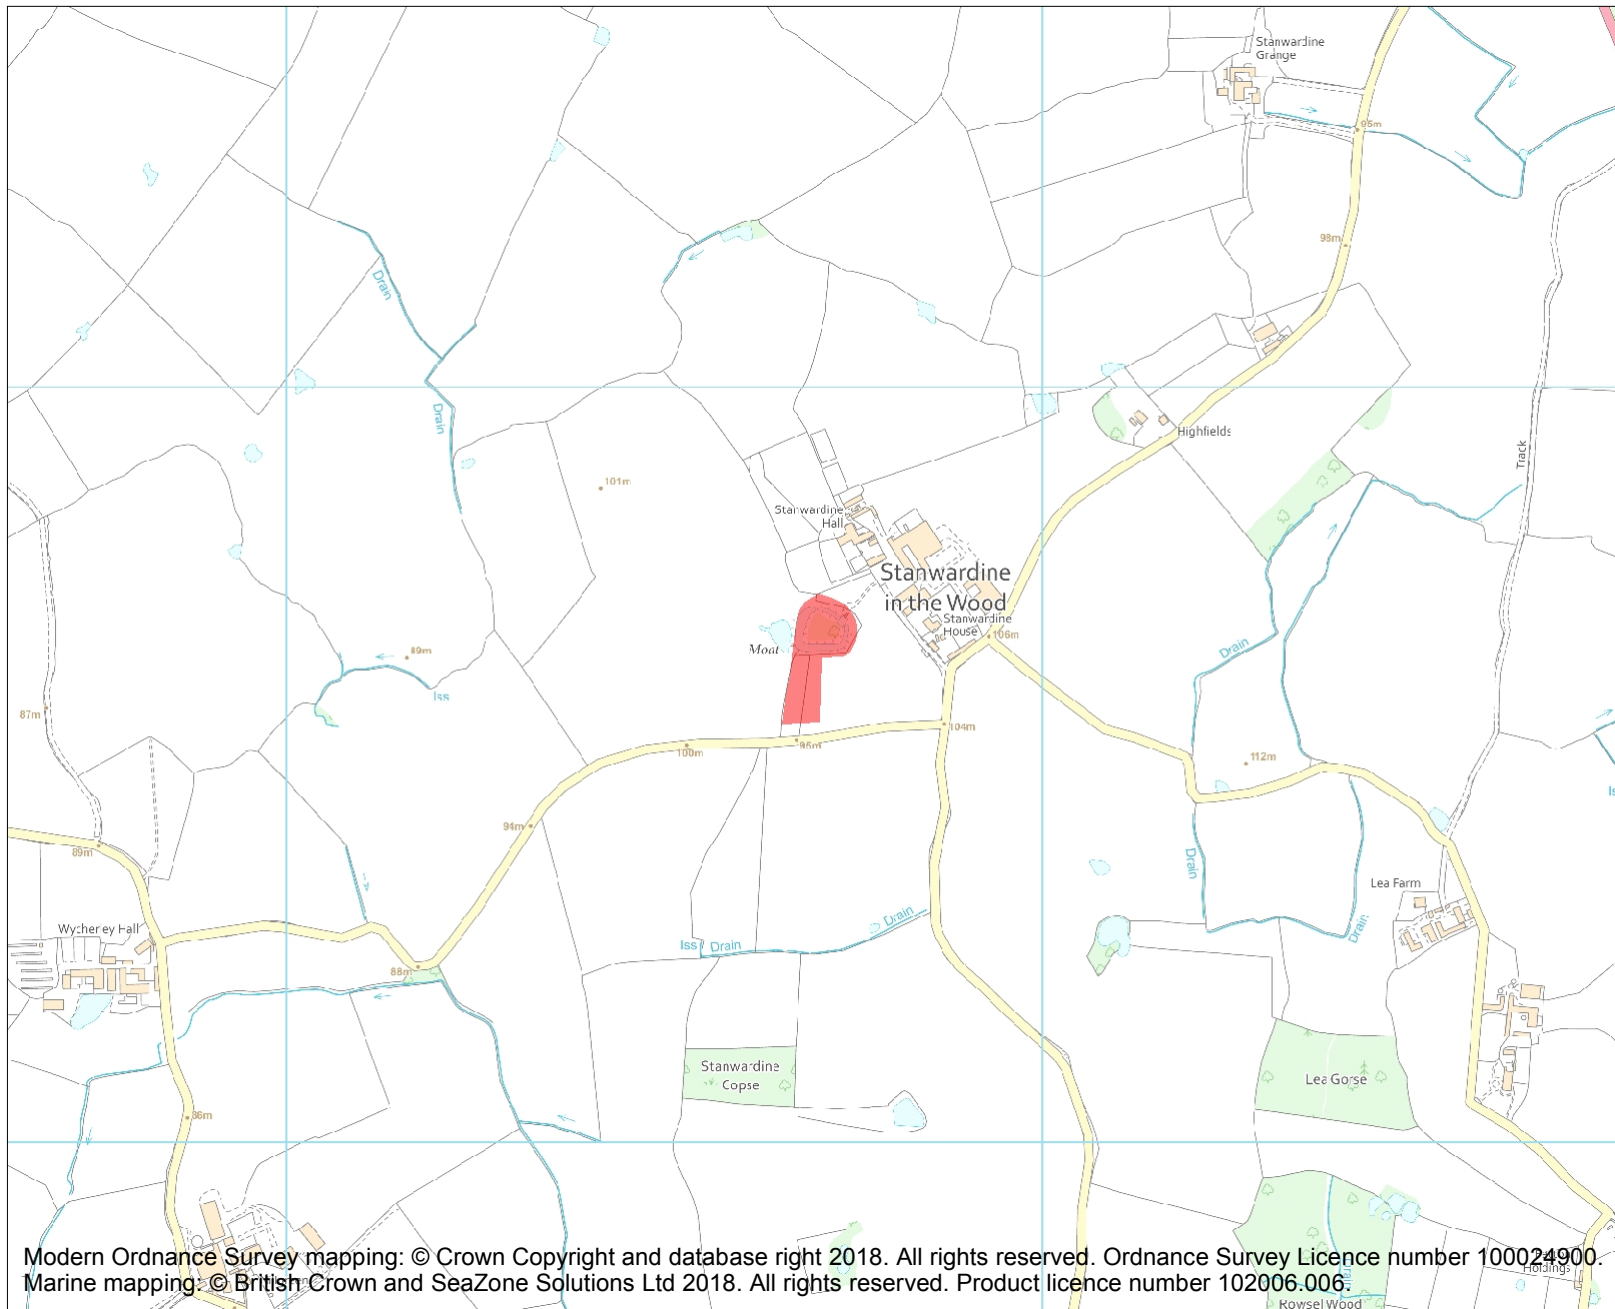 Stanwardine
Grange
95m
98m
Drain
Drain
Highfields
Track
101m
Stanwardine
Hall
Stanwardine
in the Wood
Stanwardine
House
106m
Moat
Drain
89m
Iss
87m
104m
100m
95m
112m
94m
89m
Drain
Lea Farm
Wycherley Hall
Drain
Iss
Drain
Drain
88m
Stanwardine
Copse
Lea Gorse
86m
Modern Ordnance Survey mapping: © Crown Copyright and database right 2018. All rights reserved. Ordnance Survey Licence number 100024900.
Marine mapping: © British Crown and SeaZone Solutions Ltd 2018. All rights reserved. Product licence number 102006.006.
Holdings
Drain
Rowsel Wood